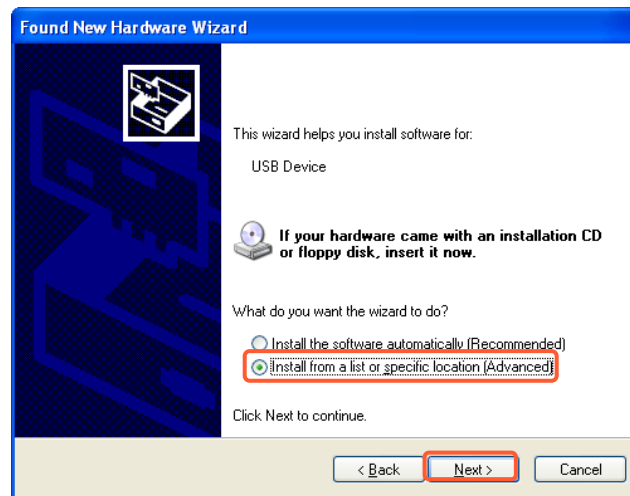 Found New Hardware Wizard
This wizard helps you install software for:
USB Device
If your hardware came with an installation CD
or floppy disk, insert it now.
What do you want the wizard to do?
Install the software automatically (Recommended)
Install from a list or specific location (Advanced)
Click Next to continue.
< Back Next > Cancel